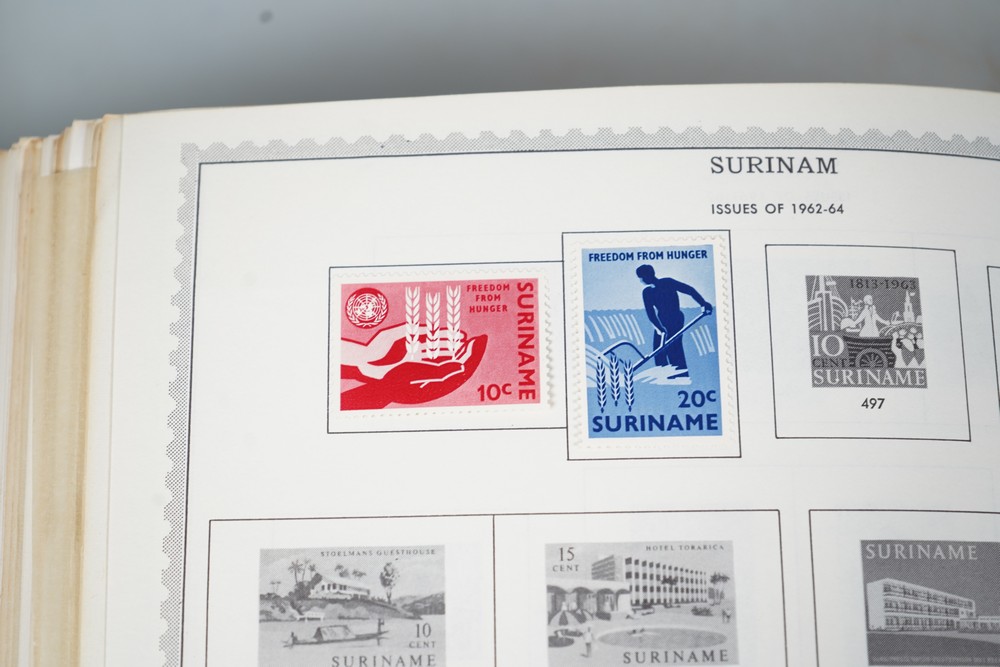 SURINAM
ISSUES OF 1962-64
FREEDOM
FROM
HUNGER
SURINAME
10c
FREEDOM FROM HUNGER
20c
SURINAME
1813-1963
10
CENT
SURINAME
497
STOELMANS GUESTHOUSE
10
CENT
SURINAME
15
CENT
HOTEL TORARICA
SURINAME
SURINAME